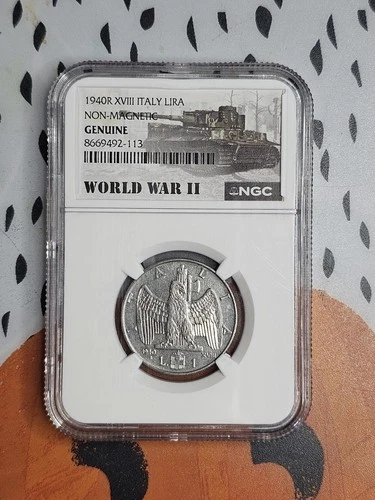 1940R XVIII ITALY LIRA
NON-MAGNETIC
GENUINE
8669492-113
WORLD WAR II
NGC
ITALIA
L. 1